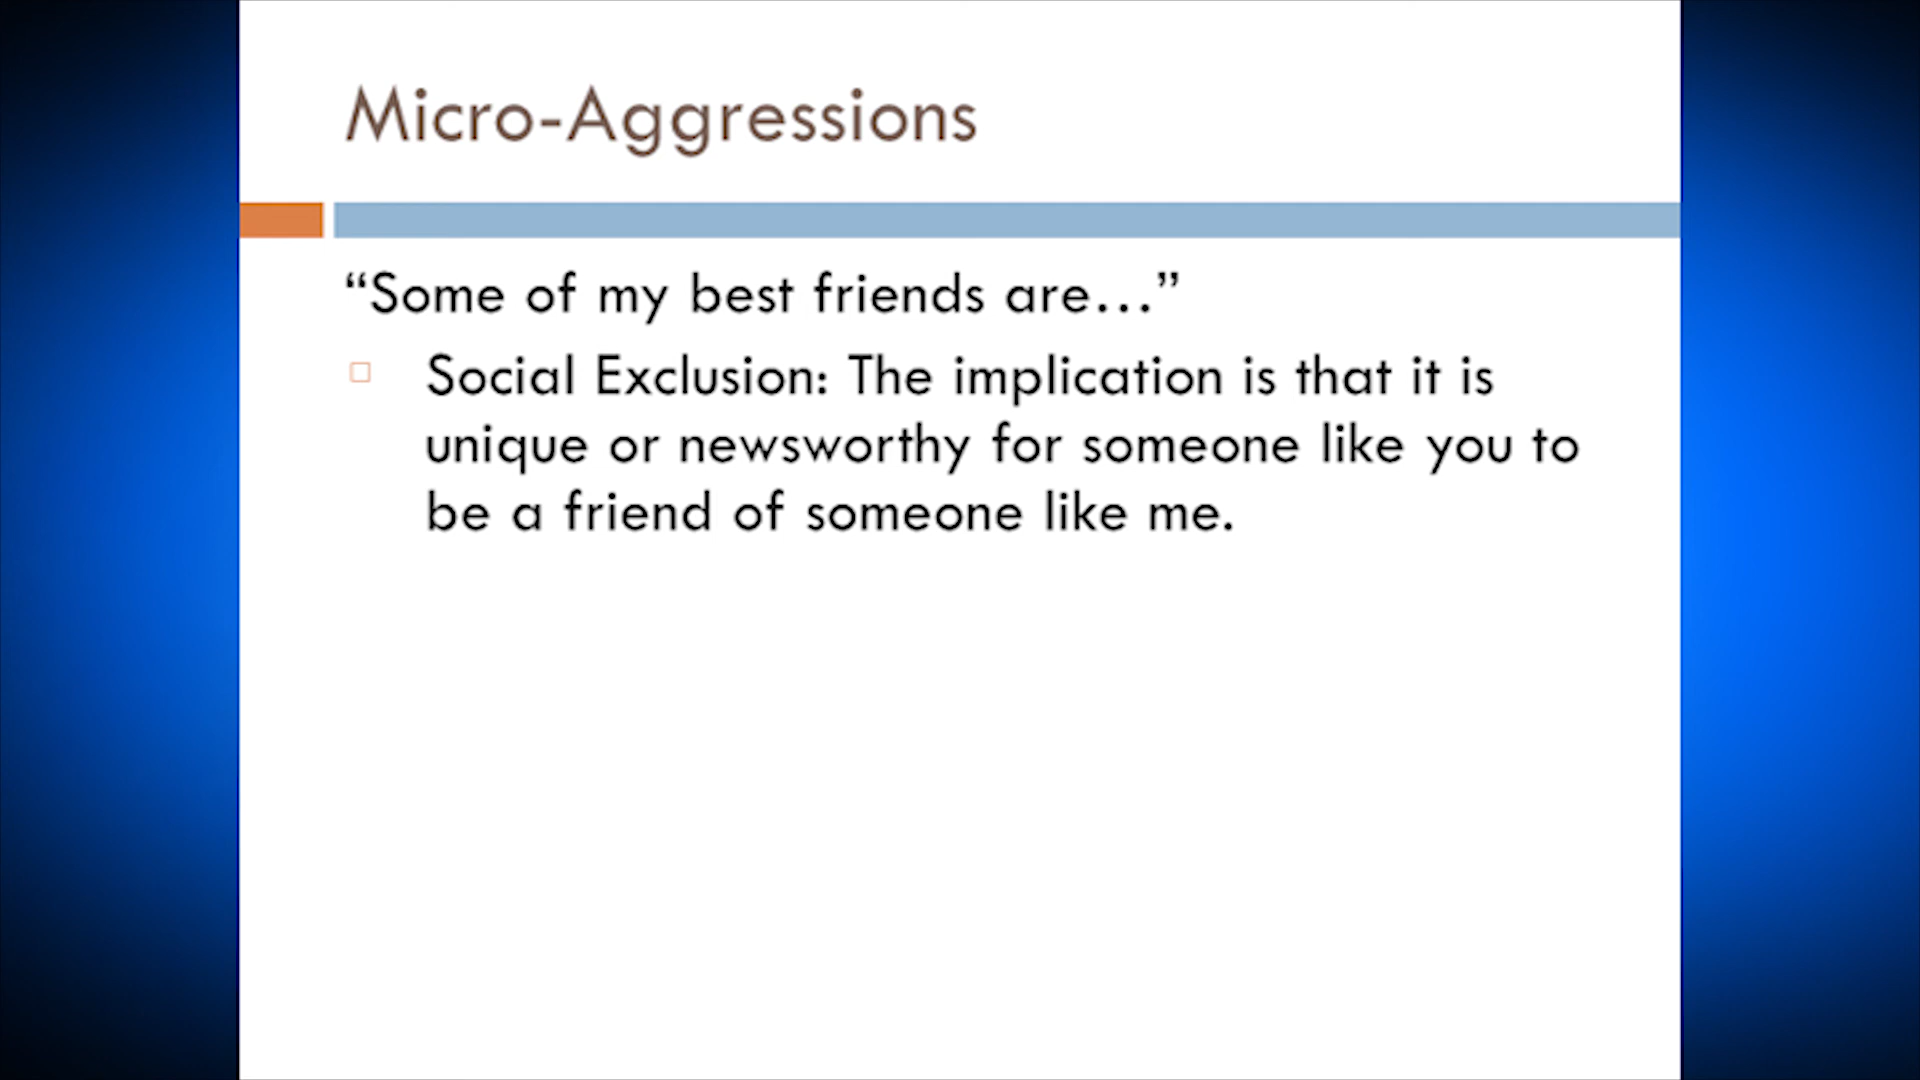 Micro-Aggressions
“Some of my best friends are…”
Social Exclusion: The implication is that it is
unique or newsworthy for someone like you to
be a friend of someone like me.